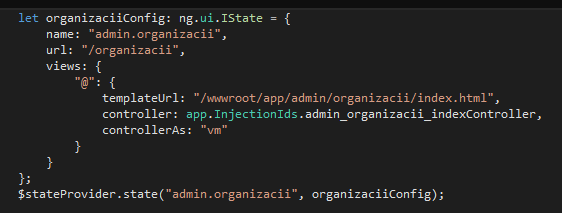 let organizaciiConfig: ng.ui.IState = {
name: "admin.organizacii",
url: "/organizacii",
views: {
"@": {
templateUrl: "/wwwroot/app/admin/organizacii/index.html",
controller: app.InjectionIds.admin_organizacii_indexController,
controllerAs: "vm"
}
}
};
$stateProvider.state("admin.organizacii", organizaciiConfig);